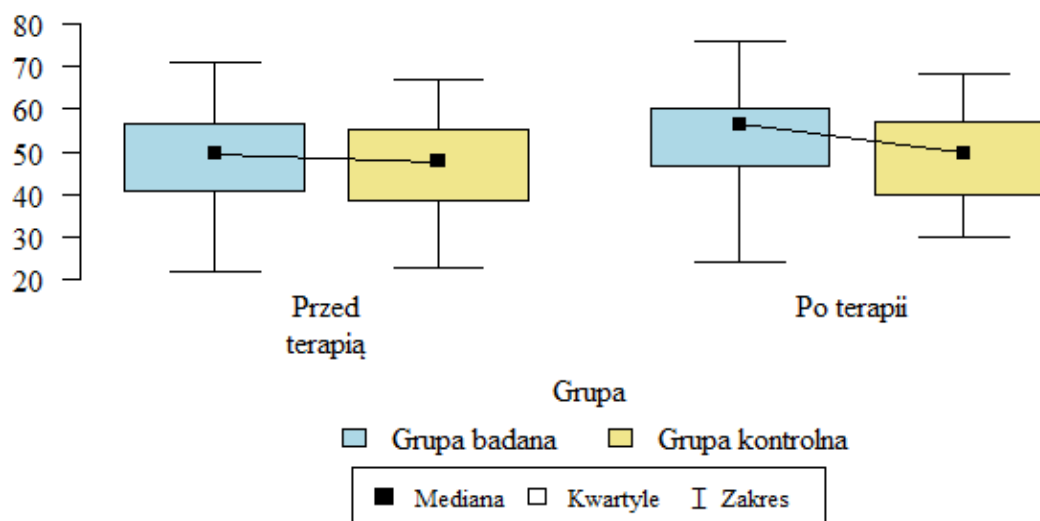 80
70
60
50
40
30
20
Przed
terapią
Po terapii
Grupa
Grupa badana
Grupa kontrolna
Mediana
Kwartyle
Zakres